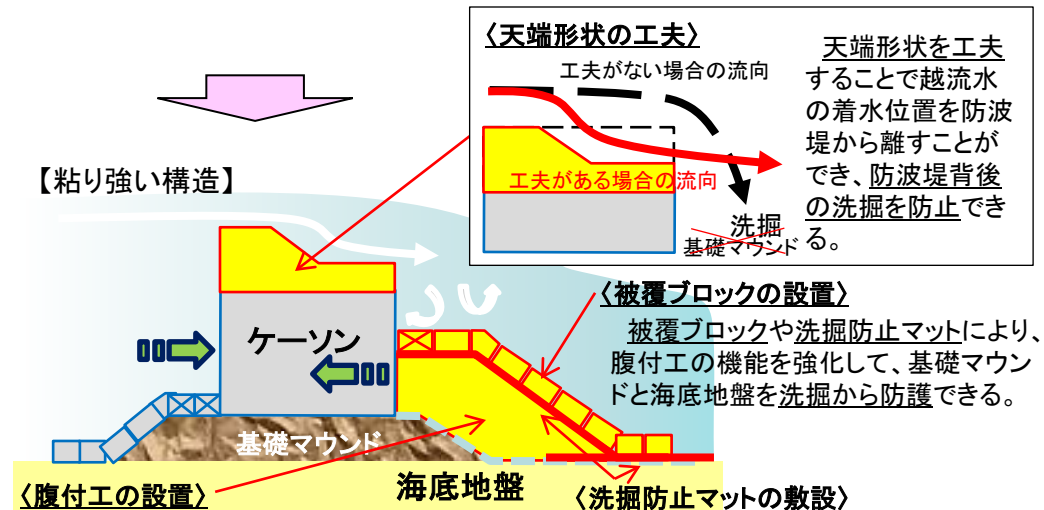 〈天端形状の工夫〉
工夫がない場合の流向
工夫がある場合の流向
洗掘
基礎マウンド
天端形状を工夫
することで越流水
の着水位置を防波
堤から離すことが
でき、防波堤背後
の洗掘を防止でき
る。
【粘り強い構造】
ケーソン
〈被覆ブロックの設置〉
被覆ブロックや洗掘防止マットにより、
腹付工の機能を強化して、基礎マウン
ドと海底地盤を洗掘から防護できる。
基礎マウンド
海底地盤
〈腹付工の設置〉
〈洗掘防止マットの敷設〉